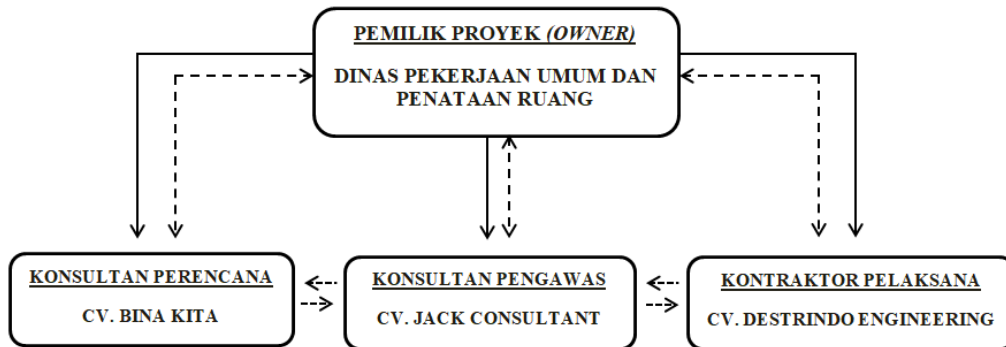 PEMILIK PROYEK (OWNER)
DINAS PEKERJAAN UMUM DAN
PENATAAN RUANG
KONSULTAN PERENCANA
CV. BINA KITA
KONSULTAN PENGAWAS
CV. JACK CONSULTANT
KONTRAKTOR PELAKSANA
CV. DESTRINDO ENGINEERING